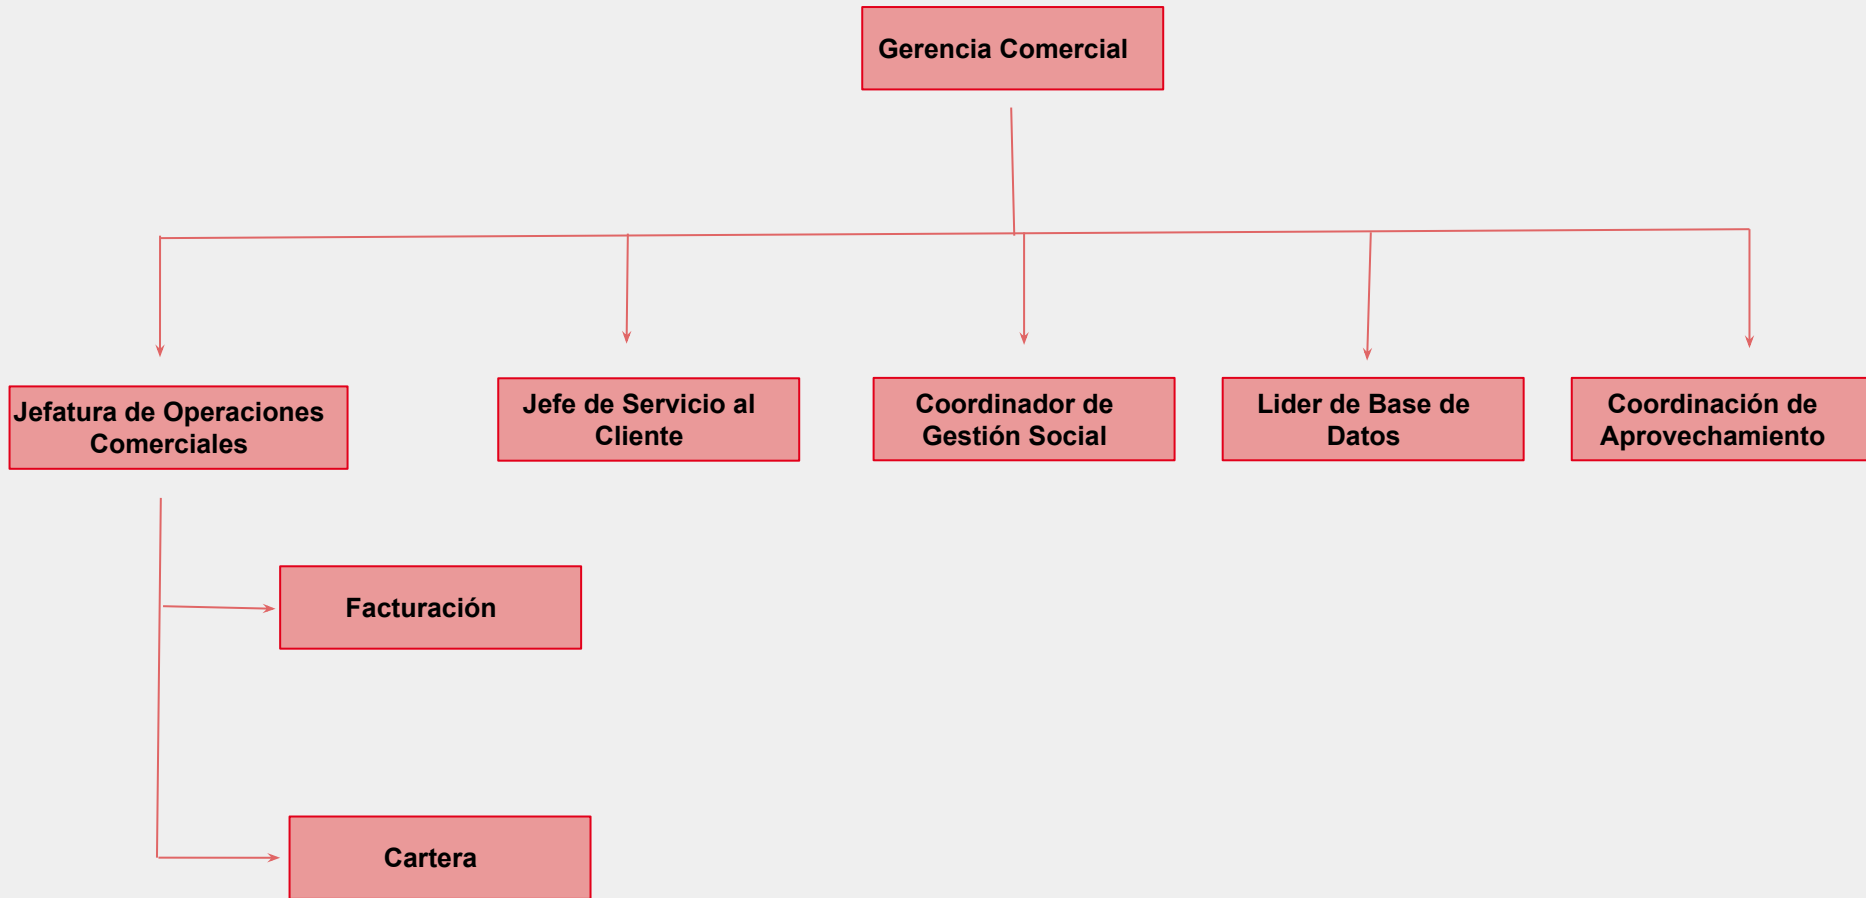 Gerencia Comercial
Jefatura de Operaciones
Comerciales
Jefe de Servicio al
Cliente
Coordinador de
Gestión Social
Lider de Base de
Datos
Coordinación de
Aprovechamiento
Facturación
Cartera